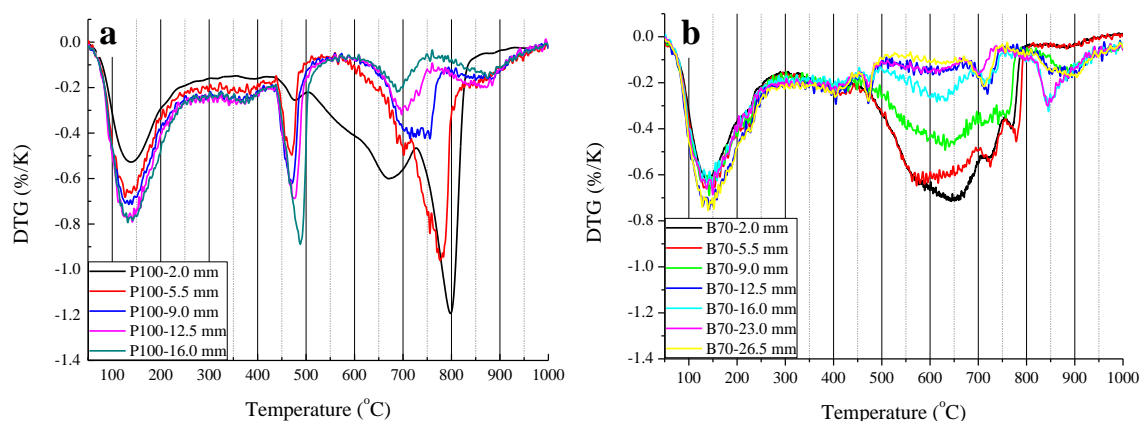 a
0.0
-0.2
-0.4
-0.6
-0.8
-1.0
-1.2
-1.4
DTG (%/K)
P100-2.0 mm
P100-5.5 mm
P100-9.0 mm
P100-12.5 mm
P100-16.0 mm
100 200 300 400 500 600 700 800 900 1000
Temperature (°C)
b
0.0
-0.2
-0.4
-0.6
-0.8
-1.0
-1.2
-1.4
DTG (%/K)
B70-2.0 mm
B70-5.5 mm
B70-9.0 mm
B70-12.5 mm
B70-16.0 mm
B70-23.0 mm
B70-26.5 mm
100 200 300 400 500 600 700 800 900 1000
Temperature (°C)